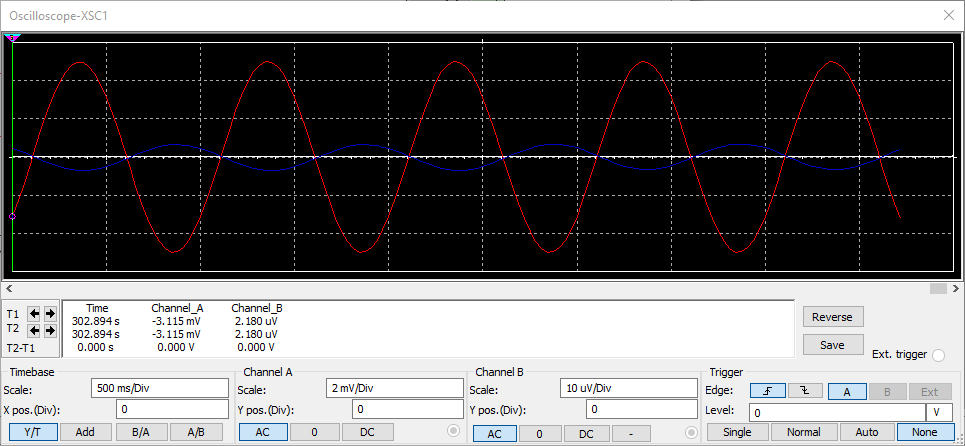 Oscilloscope-XSC1
T1
T2
T2-T1
Time Channel_A Channel_B
302.894 s -3.115 mV 2.180 uV
302.894 s -3.115 mV 2.180 uV
0.000 s 0.000 V 0.000 V
Reverse
Save
Ext. trigger
Timebase
Scale: 500 ms/Div
X pos.(Div): 0
Y/T Add B/A A/B
Channel A
Scale: 2 mV/Div
Y pos.(Div): 0
AC 0 DC
Channel B
Scale: 10 uV/Div
Y pos.(Div): 0
AC 0 DC -
Trigger
Edge: A B Ext
Level: 0 V
Single Normal Auto None